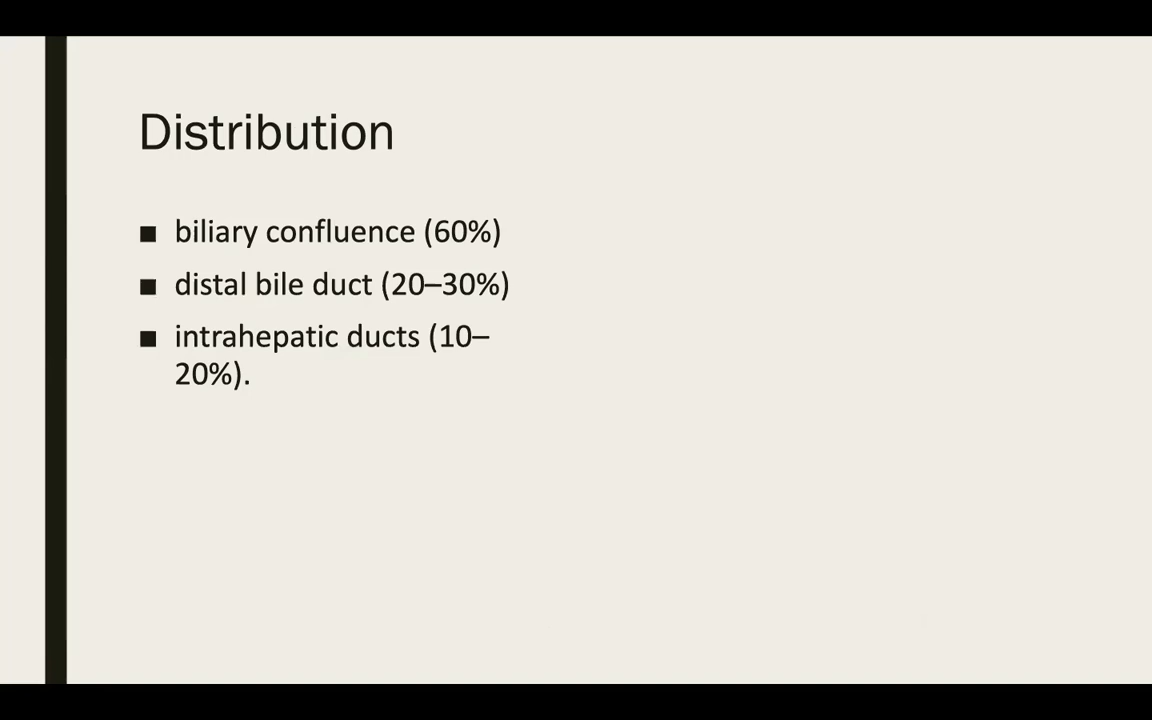 Distribution
■ biliary confluence (60%)
■ distal bile duct (20–30%)
■ intrahepatic ducts (10–
20%).